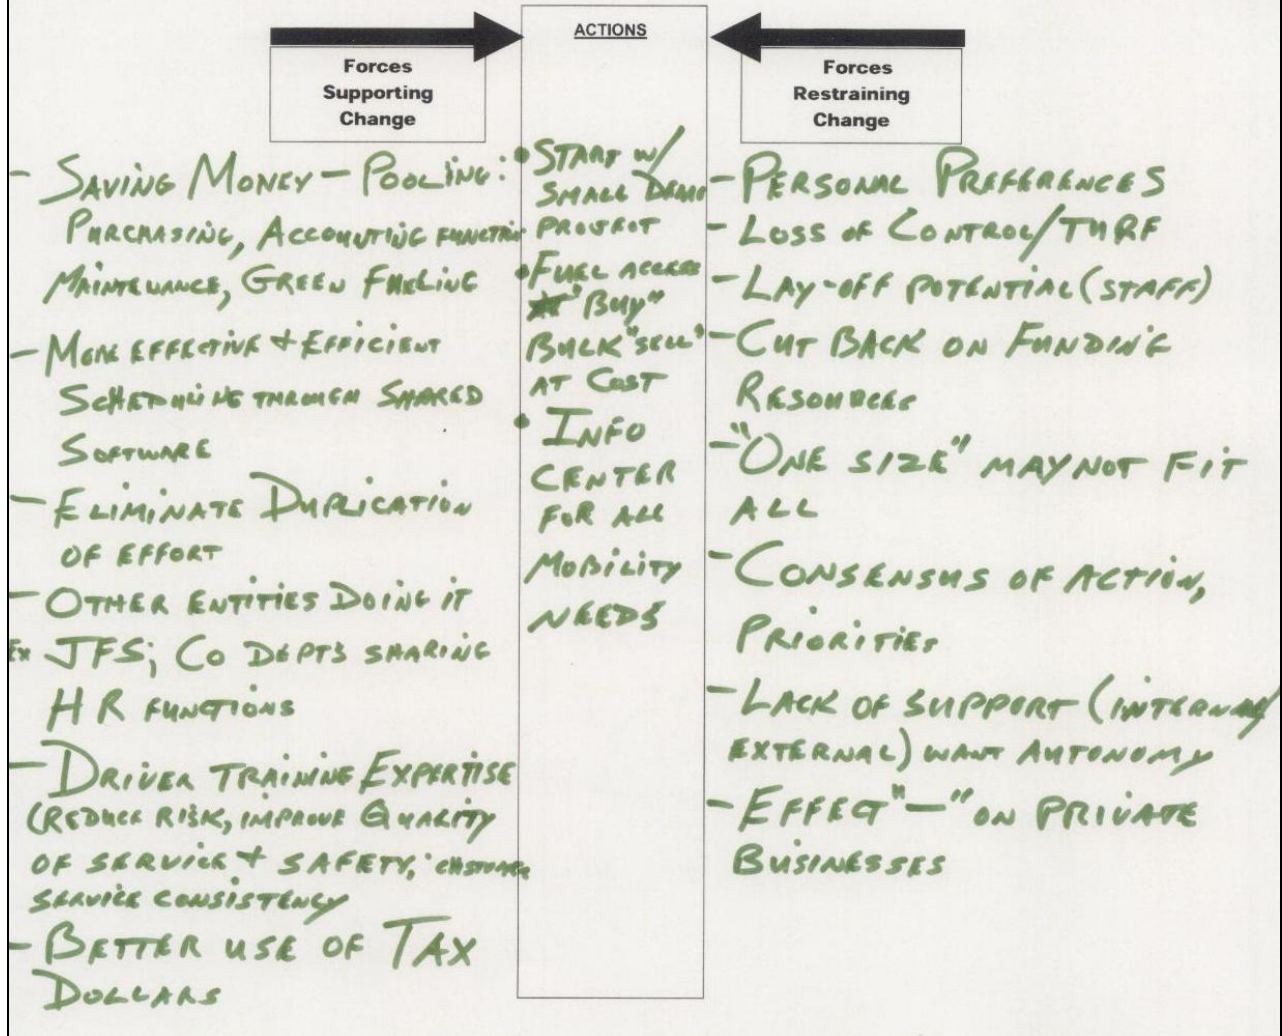 ACTIONS
Forces
Supporting
Change
Forces
Restraining
Change
- SAVING MONEY - POOLING:
PURCHASING, ACCOUNTING FUNCTION
MAINTENANCE, GREEN FUELING
- MORE EFFECTIVE + EFFICIENT
SCHEDULING THROUGH SHARED
SOFTWARE
- ELIMINATE DUPLICATION
OF EFFORT
- OTHER ENTITIES DOING IT
EX JFS; CO DEPT'S SHARING
HR FUNCTIONS
- DRIVER TRAINING EXPERTISE
(REDUCE RISK, IMPROVE QUALITY
OF SERVICE + SAFETY; CUSTOMER
SERVICE CONSISTENCY
- BETTER USE OF TAX
DOLLARS
• START W/
SMALL DEMO
PROJECT
• FUEL ACCESS
"BUY"
BULK "SELL"
AT COST
• INFO
CENTER
FOR ALL
MOBILITY
NEEDS
- PERSONAL PREFERENCES
- LOSS OF CONTROL/TURF
- LAY-OFF POTENTIAL (STAFF)
- CUT BACK ON FUNDING
RESOURCES
- "ONE SIZE" MAY NOT FIT
ALL
- CONSENSUS OF ACTION,
PRIORITIES
- LACK OF SUPPORT (INTERNAL/
EXTERNAL) WANT AUTONOMY
- EFFECT "-" ON PRIVATE
BUSINESSES